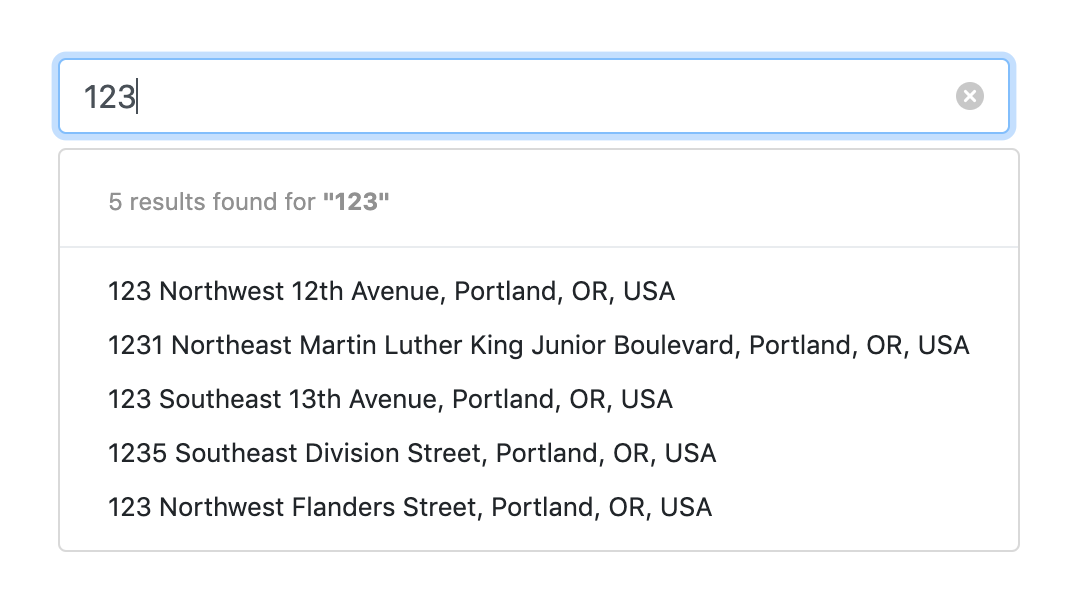 123
5 results found for "123"
123 Northwest 12th Avenue, Portland, OR, USA
1231 Northeast Martin Luther King Junior Boulevard, Portland, OR, USA
123 Southeast 13th Avenue, Portland, OR, USA
1235 Southeast Division Street, Portland, OR, USA
123 Northwest Flanders Street, Portland, OR, USA